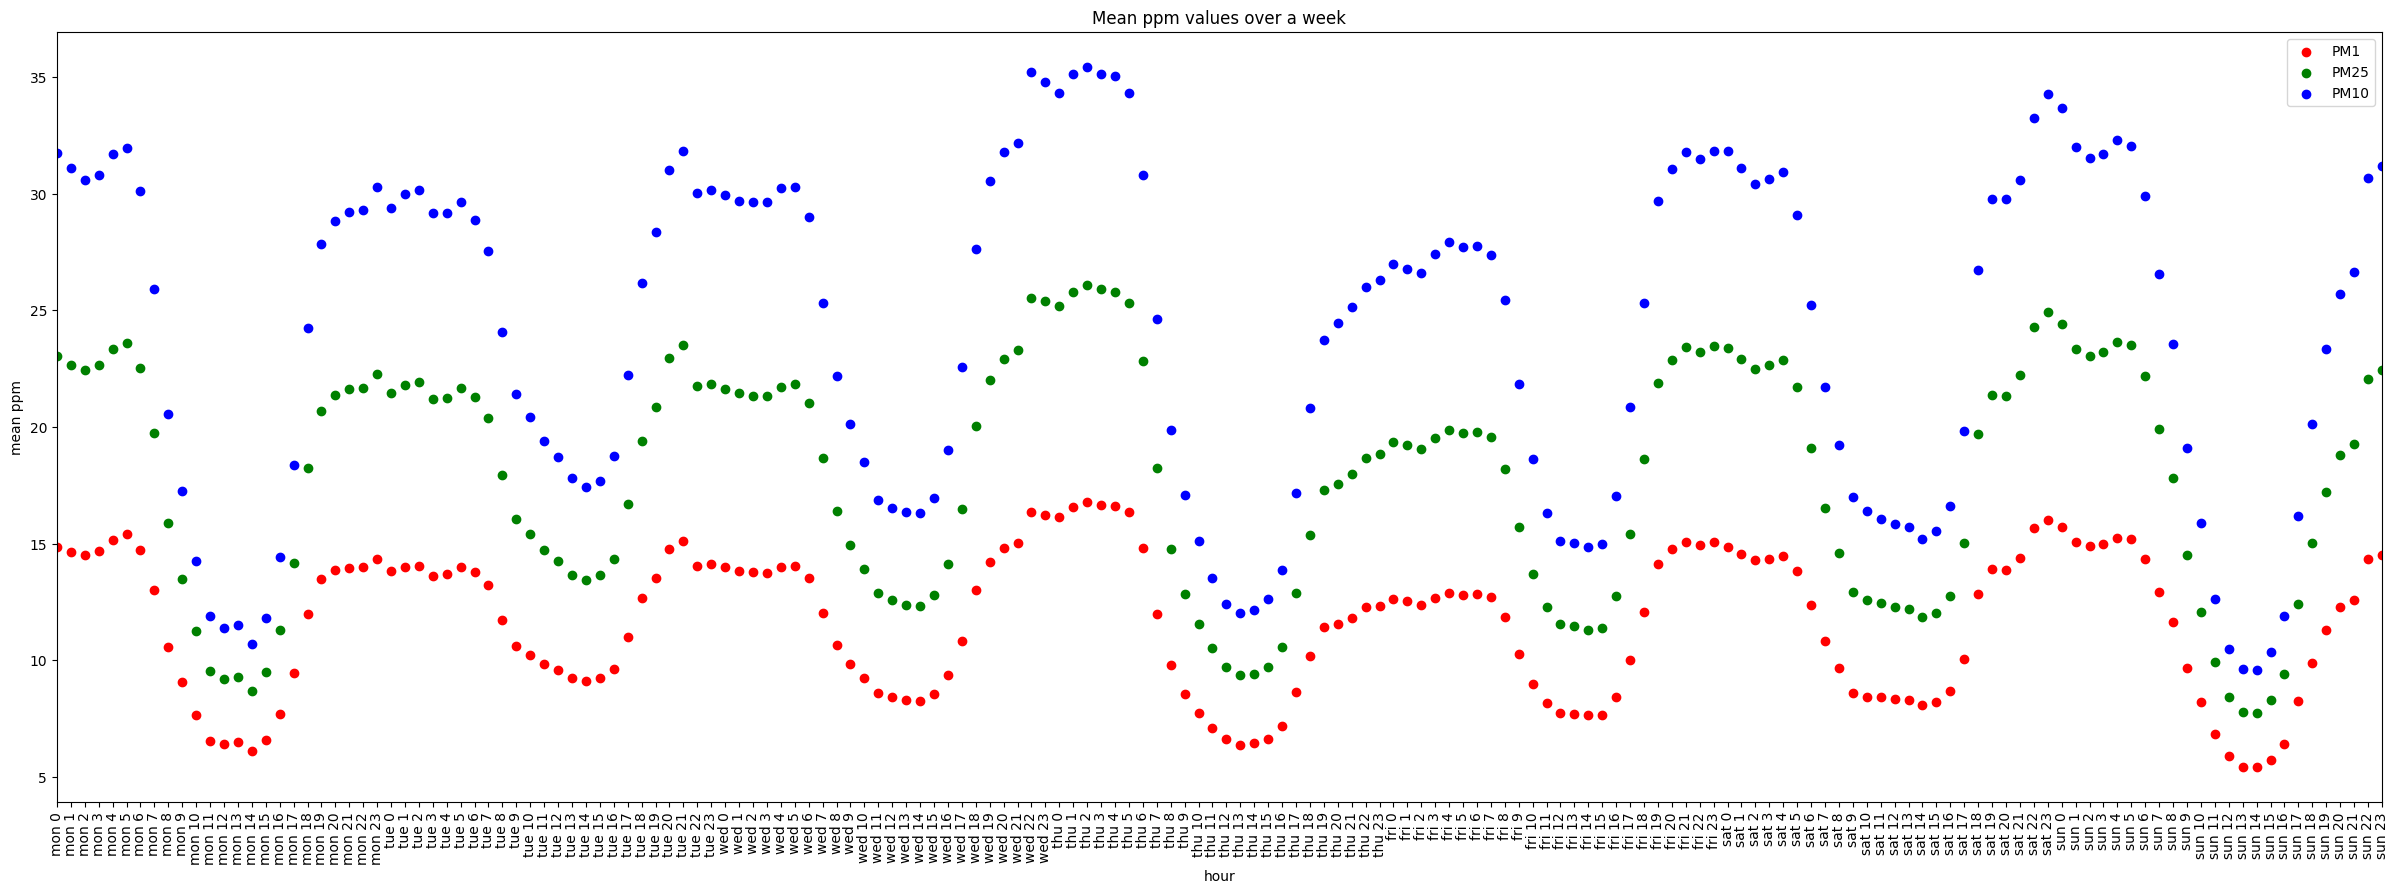 Mean ppm values over a week
PM1
PM25
PM10
35
30
25
20
15
10
5
mean ppm
mon 0
mon 1
mon 2
mon 3
mon 4
mon 5
mon 6
mon 7
mon 8
mon 9
mon 10
mon 11
mon 12
mon 13
mon 14
mon 15
mon 16
mon 17
mon 18
mon 19
mon 20
mon 21
mon 22
mon 23
tue 0
tue 1
tue 2
tue 3
tue 4
tue 5
tue 6
tue 7
tue 8
tue 9
tue 10
tue 11
tue 12
tue 13
tue 14
tue 15
tue 16
tue 17
tue 18
tue 19
tue 20
tue 21
tue 22
tue 23
wed 0
wed 1
wed 2
wed 3
wed 4
wed 5
wed 6
wed 7
wed 8
wed 9
wed 10
wed 11
wed 12
wed 13
wed 14
wed 15
wed 16
wed 17
wed 18
wed 19
wed 20
wed 21
wed 22
wed 23
thu 0
thu 1
thu 2
thu 3
thu 4
thu 5
thu 6
thu 7
thu 8
thu 9
thu 10
thu 11
thu 12
thu 13
thu 14
thu 15
thu 16
thu 17
thu 18
thu 19
thu 20
thu 21
thu 22
thu 23
fri 0
fri 1
fri 2
fri 3
fri 4
fri 5
fri 6
fri 7
fri 8
fri 9
fri 10
fri 11
fri 12
fri 13
fri 14
fri 15
fri 16
fri 17
fri 18
fri 19
fri 20
fri 21
fri 22
fri 23
sat 0
sat 1
sat 2
sat 3
sat 4
sat 5
sat 6
sat 7
sat 8
sat 9
sat 10
sat 11
sat 12
sat 13
sat 14
sat 15
sat 16
sat 17
sat 18
sat 19
sat 20
sat 21
sat 22
sat 23
sun 0
sun 1
sun 2
sun 3
sun 4
sun 5
sun 6
sun 7
sun 8
sun 9
sun 10
sun 11
sun 12
sun 13
sun 14
sun 15
sun 16
sun 17
sun 18
sun 19
sun 20
sun 21
sun 22
sun 23
hour